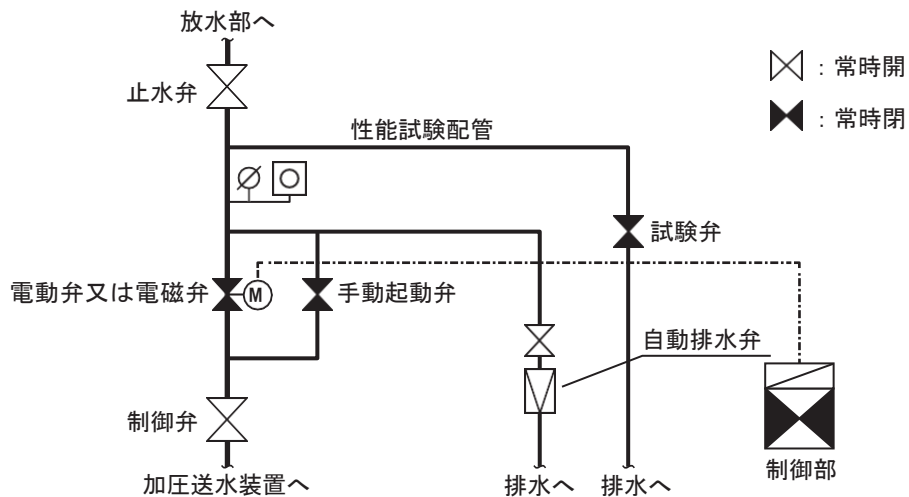 放水部へ
止水弁
: 常時開
: 常時閉
性能試験配管
試験弁
電動弁又は電磁弁
M
手動起動弁
自動排水弁
制御弁
制御部
加圧送水装置へ
排水へ
排水へ